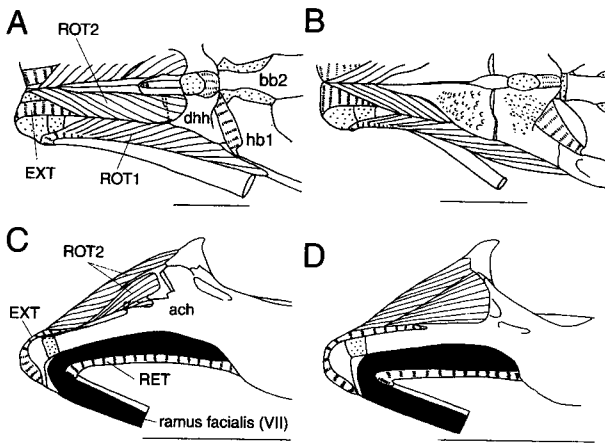 A
B
ROT2
bb2
dhh
hb1
EXT
ROT1
C
D
ROT2
EXT
ach
RET
ramus facialis (VII)